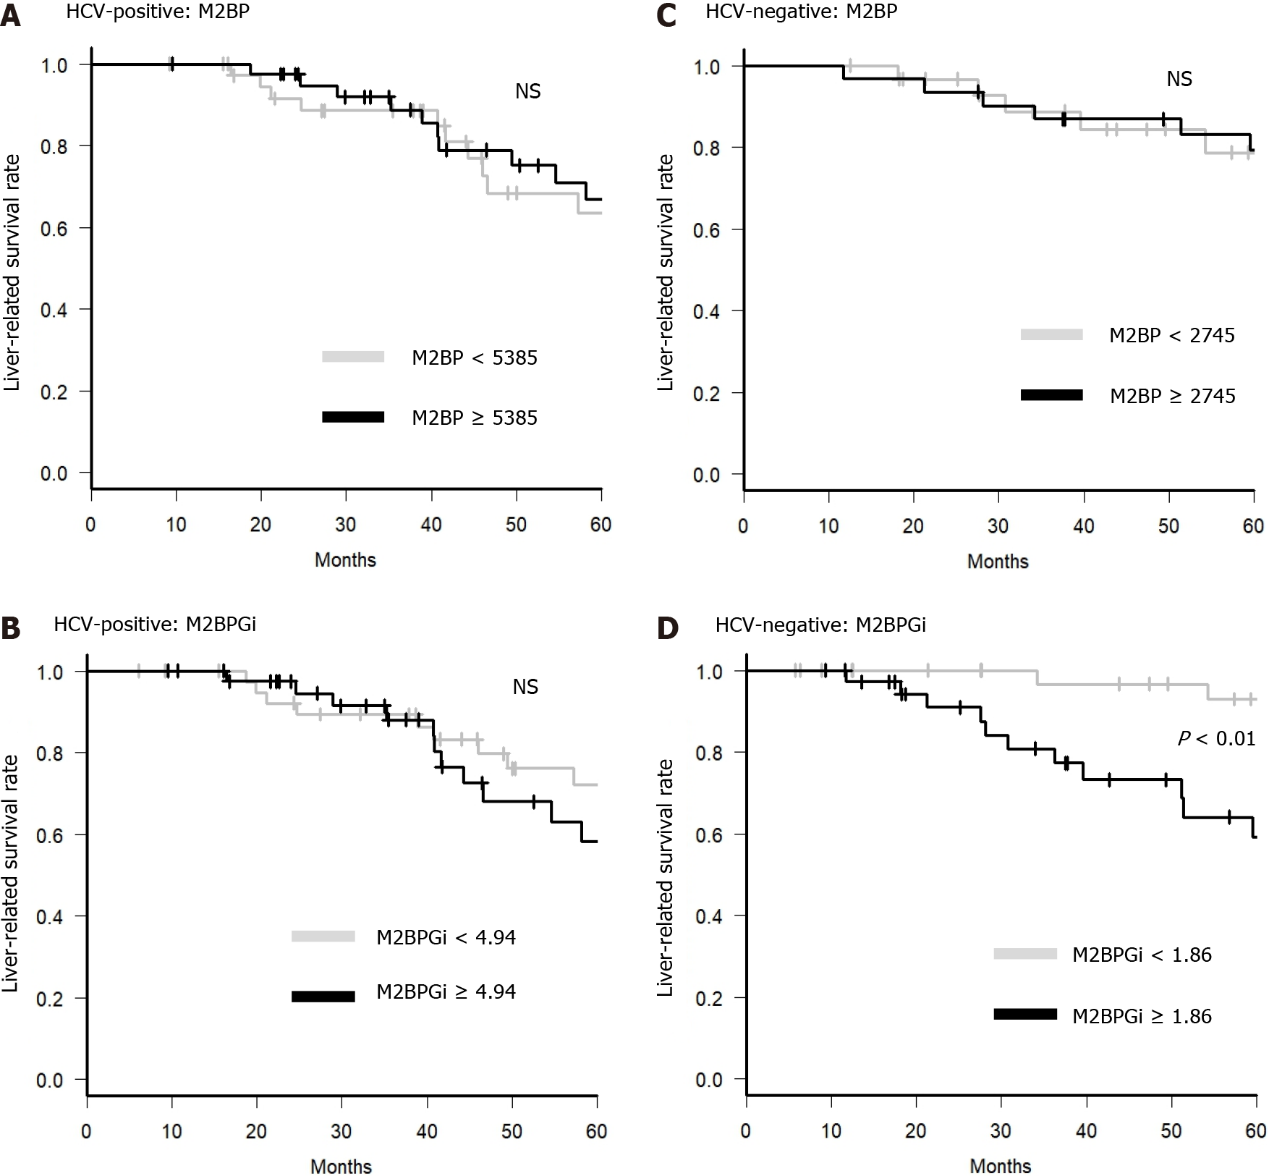 A HCV-positive: M2BP
1.0
0.8
0.6
0.4
0.2
0.0
Liver-related survival rate
NS
M2BP < 5385
M2BP ≥ 5385
0 10 20 30 40 50 60
Months
C HCV-negative: M2BP
1.0
0.8
0.6
0.4
0.2
0.0
Liver-related survival rate
NS
M2BP < 2745
M2BP ≥ 2745
0 10 20 30 40 50 60
Months
B HCV-positive: M2BPGi
1.0
0.8
0.6
0.4
0.2
0.0
Liver-related survival rate
NS
M2BPGi < 4.94
M2BPGi ≥ 4.94
0 10 20 30 40 50 60
Months
D HCV-negative: M2BPGi
1.0
0.8
0.6
0.4
0.2
0.0
Liver-related survival rate
P < 0.01
M2BPGi < 1.86
M2BPGi ≥ 1.86
0 10 20 30 40 50 60
Months